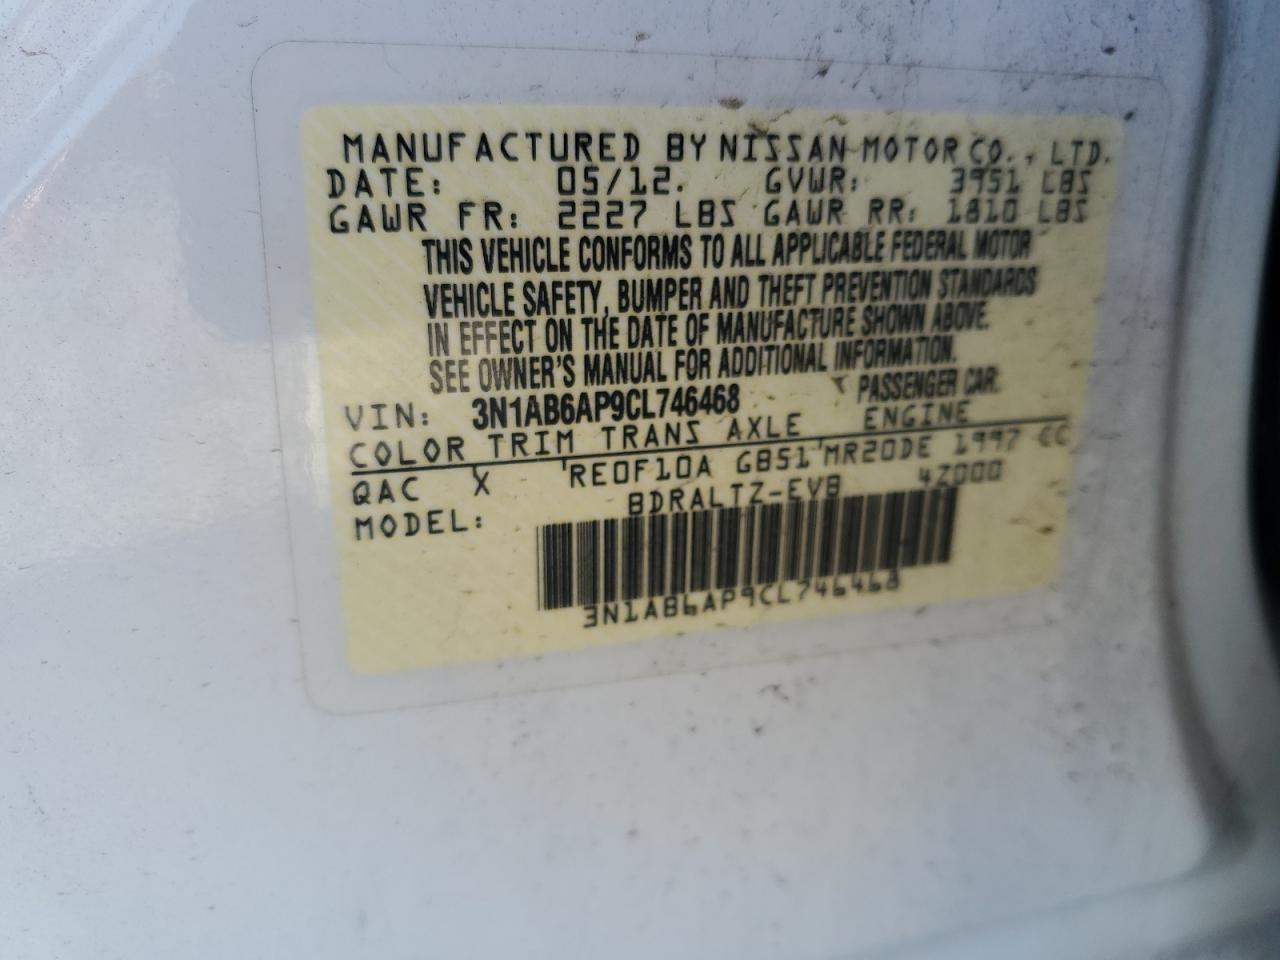 MANUFACTURED BY NISSAN MOTOR CO., LTD.
DATE: 05/12. GVWR: 3951 LBS
GAWR FR: 2227 LBS GAWR RR: 1810 LBS
THIS VEHICLE CONFORMS TO ALL APPLICABLE FEDERAL MOTOR
VEHICLE SAFETY, BUMPER AND THEFT PREVENTION STANDARDS
IN EFFECT ON THE DATE OF MANUFACTURE SHOWN ABOVE.
SEE OWNER'S MANUAL FOR ADDITIONAL INFORMATION.
VIN: 3N1AB6AP9CL746468 PASSENGER CAR.
COLOR TRIM TRANS AXLE ENGINE
QAC X RE0F10A GB51 MR20DE 1997 CC
MODEL: BDRALTZ-EVB 4Z000
3N1AB6AP9CL746468